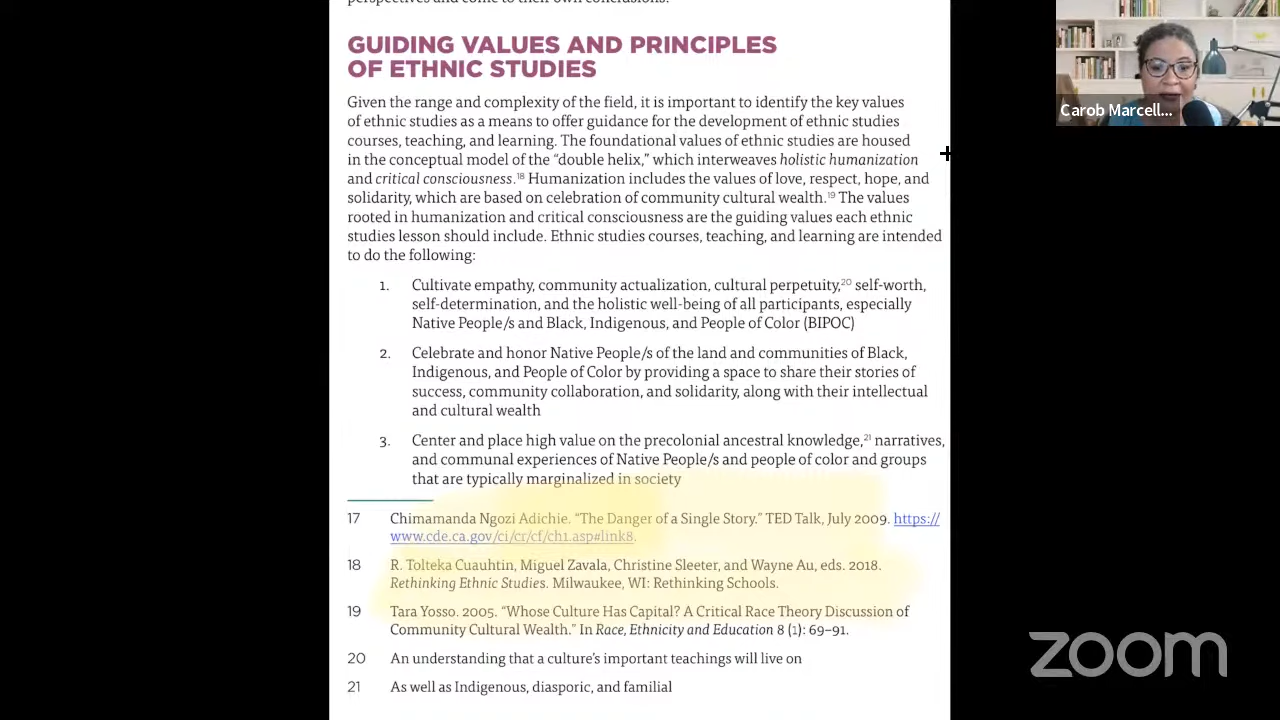 perspectives and come to their own conclusions.
GUIDING VALUES AND PRINCIPLES
OF ETHNIC STUDIES
Given the range and complexity of the field, it is important to identify the key values
of ethnic studies as a means to offer guidance for the development of ethnic studies
courses, teaching, and learning. The foundational values of ethnic studies are housed
in the conceptual model of the “double helix,” which interweaves holistic humanization
and critical consciousness.18 Humanization includes the values of love, respect, hope, and
solidarity, which are based on celebration of community cultural wealth.19 The values
rooted in humanization and critical consciousness are the guiding values each ethnic
studies lesson should include. Ethnic studies courses, teaching, and learning are intended
to do the following:
1. Cultivate empathy, community actualization, cultural perpetuity,20 self-worth,
self-determination, and the holistic well-being of all participants, especially
Native People/s and Black, Indigenous, and People of Color (BIPOC)
2. Celebrate and honor Native People/s of the land and communities of Black,
Indigenous, and People of Color by providing a space to share their stories of
success, community collaboration, and solidarity, along with their intellectual
and cultural wealth
3. Center and place high value on the precolonial ancestral knowledge,21 narratives,
and communal experiences of Native People/s and people of color and groups
that are typically marginalized in society
17 Chimamanda Ngozi Adichie. “The Danger of a Single Story.” TED Talk, July 2009. https://
www.cde.ca.gov/ci/cr/cf/ch1.asp#link8.
18 R. Tolteka Cuauhtin, Miguel Zavala, Christine Sleeter, and Wayne Au, eds. 2018.
Rethinking Ethnic Studies. Milwaukee, WI: Rethinking Schools.
19 Tara Yosso. 2005. “Whose Culture Has Capital? A Critical Race Theory Discussion of
Community Cultural Wealth.” In Race, Ethnicity and Education 8 (1): 69–91.
20 An understanding that a culture’s important teachings will live on
21 As well as Indigenous, diasporic, and familial
Carob Marcell...
zoom